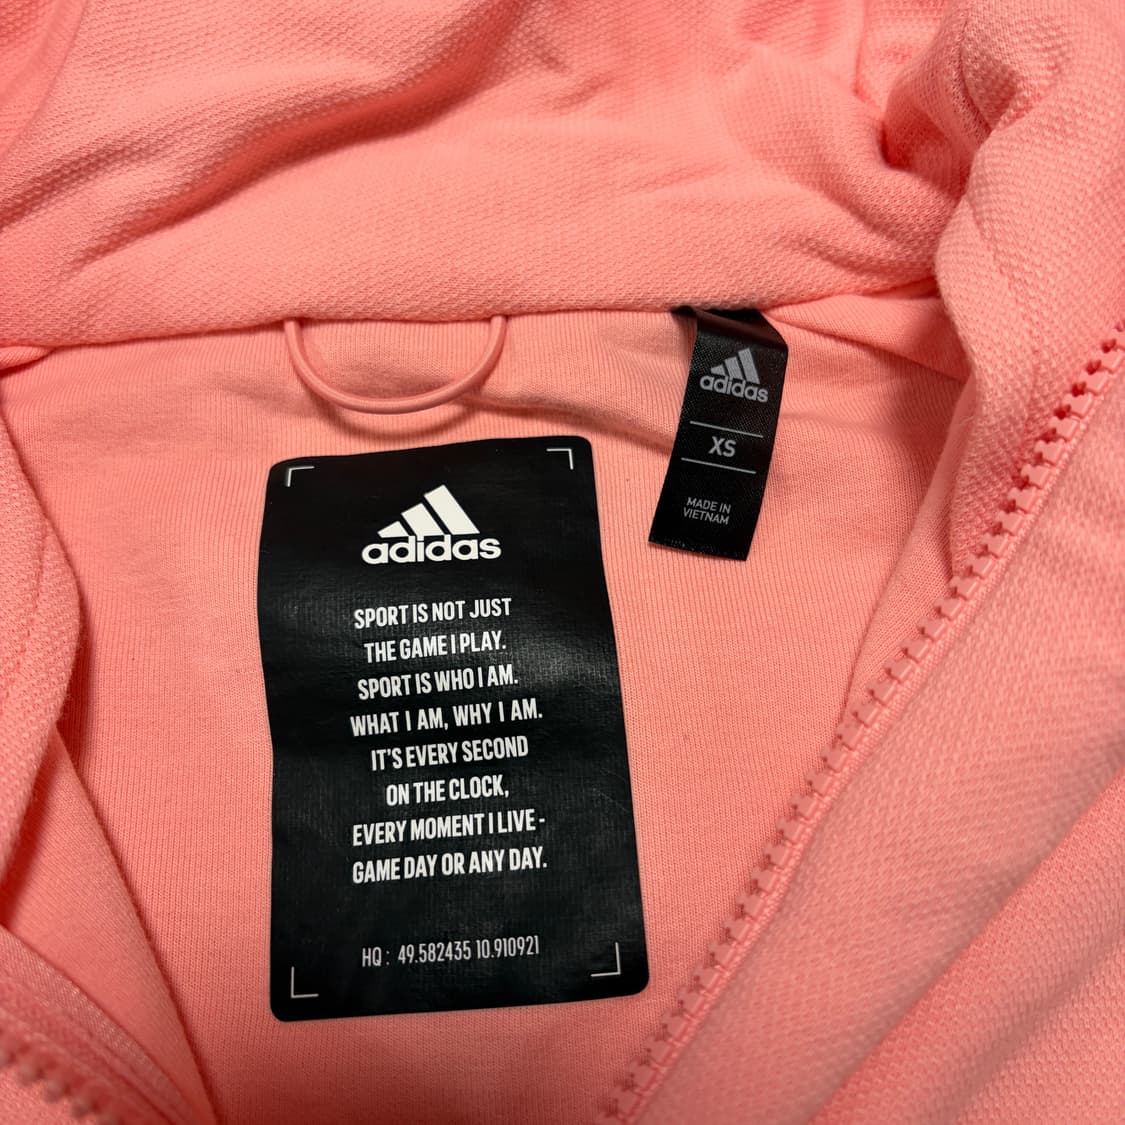 adidas
SPORT IS NOT JUST
THE GAME I PLAY.
SPORT IS WHO I AM.
WHAT I AM, WHY I AM.
IT'S EVERY SECOND
ON THE CLOCK,
EVERY MOMENT I LIVE -
GAME DAY OR ANY DAY.
HQ : 49.582435 10.910921
adidas
XS
MADE IN
VIETNAM